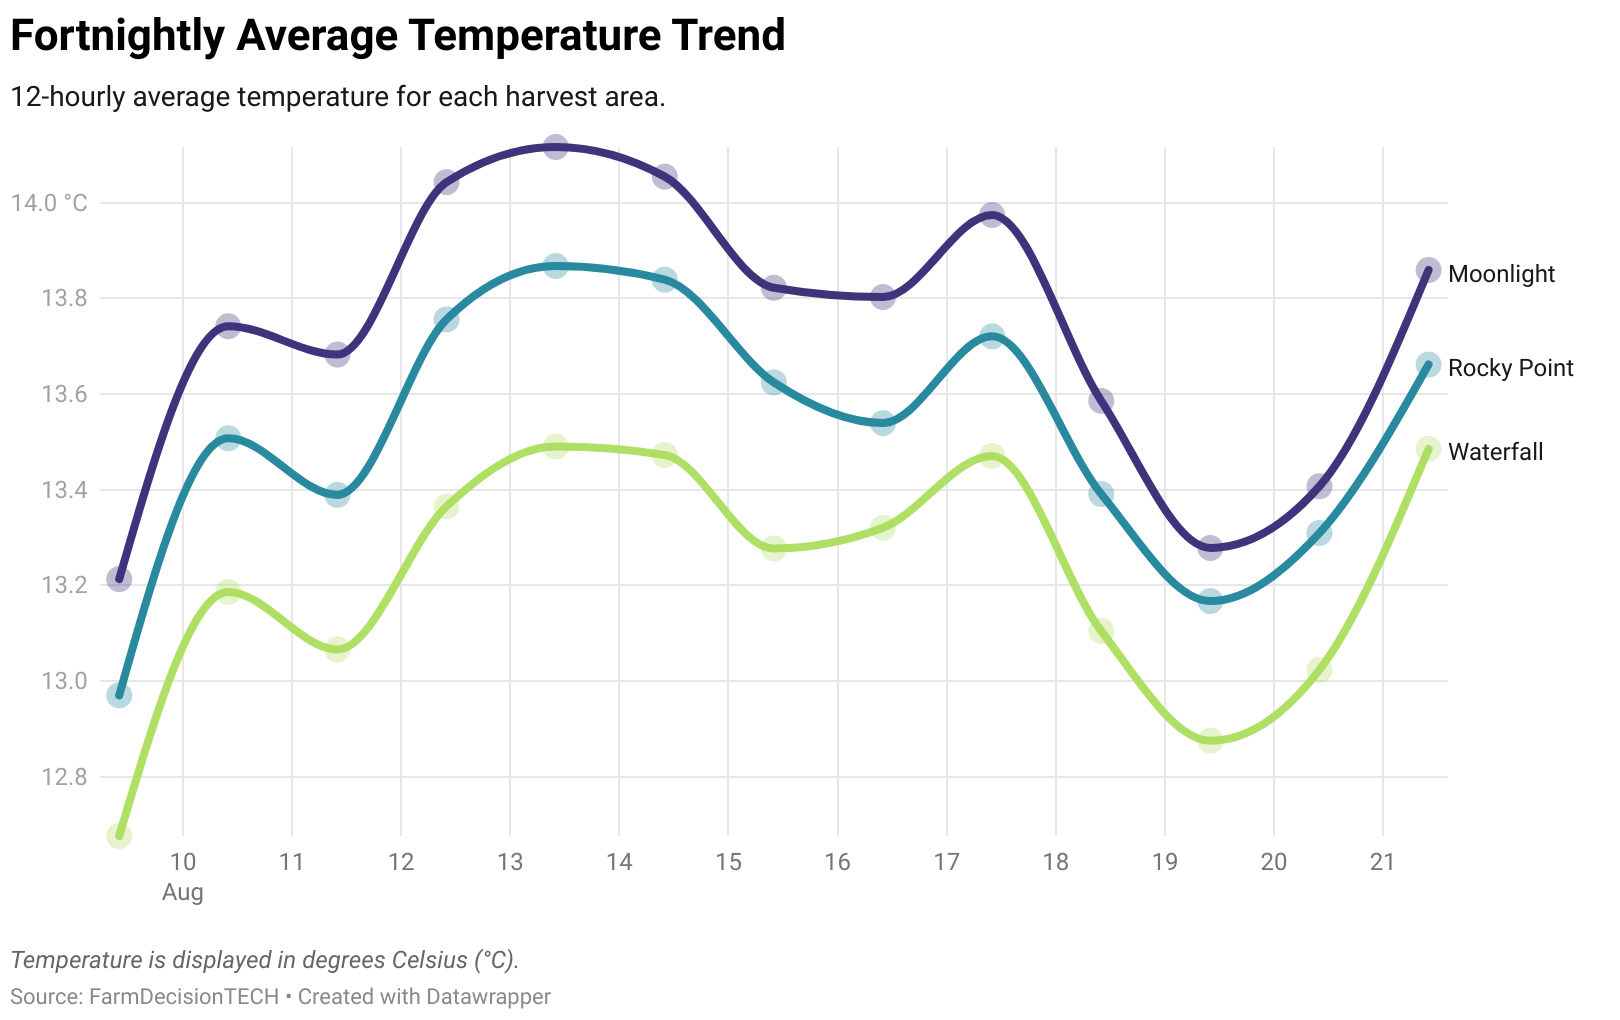 Fortnightly Average Temperature Trend
12-hourly average temperature for each harvest area.
14.0 °C
13.8
13.6
13.4
13.2
13.0
12.8
Moonlight
Rocky Point
Waterfall
10 11 12 13 14 15 16 17 18 19 20 21
Aug
Temperature is displayed in degrees Celsius (°C).
Source: FarmDecisionTECH • Created with Datawrapper